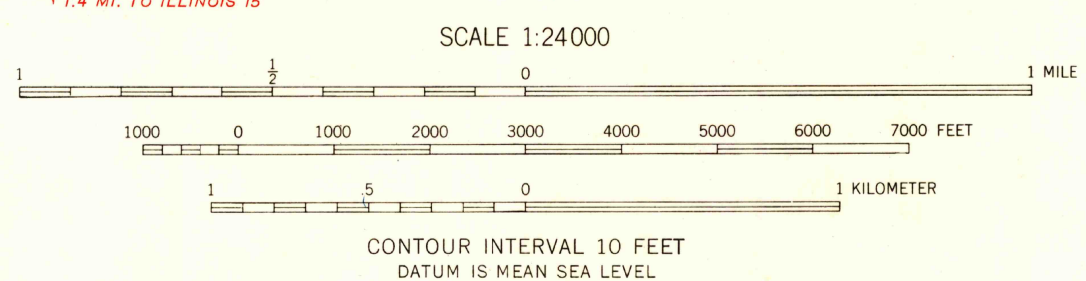 1.4 MI. TO ILLINOIS 15
SCALE 1:24 000
1 1/2 0 1 MILE
1000 0 1000 2000 3000 4000 5000 6000 7000 FEET
1 .5 0 1 KILOMETER
CONTOUR INTERVAL 10 FEET
DATUM IS MEAN SEA LEVEL